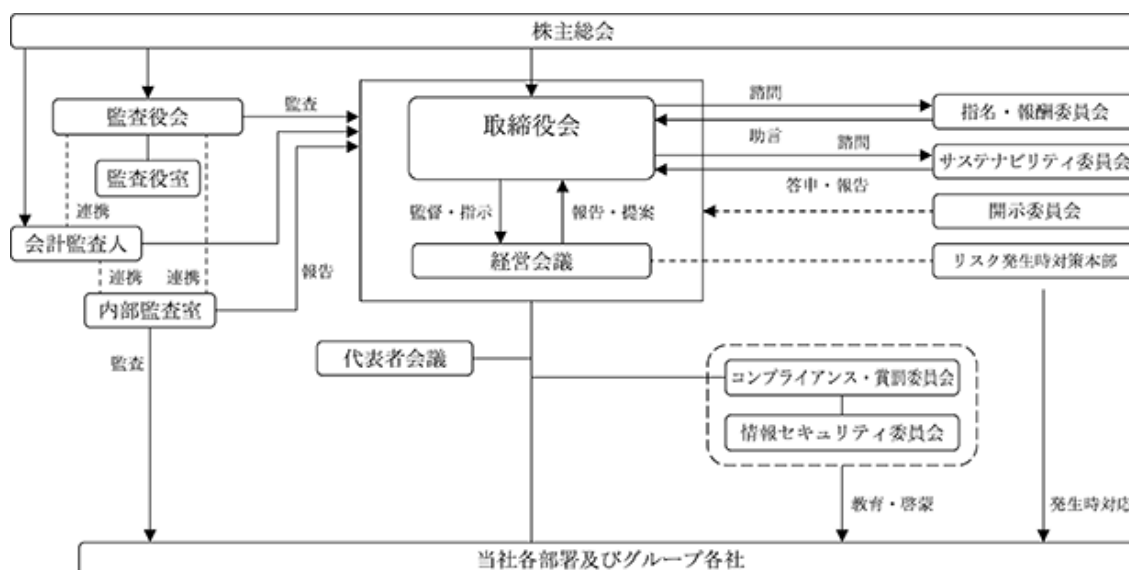 株主総会
監査役会
監査
取締役会
諮問
指名・報酬委員会
助言
諮問
監査役室
サステナビリティ委員会
答申・報告
連携
監督・指示
報告・提案
開示委員会
会計監査人
経営会議
リスク発生時対策本部
連携
連携
報告
内部監査室
監査
代表者会議
コンプライアンス・賞罰委員会
情報セキュリティ委員会
教育・啓蒙
発生時対応
当社各部署及びグループ各社